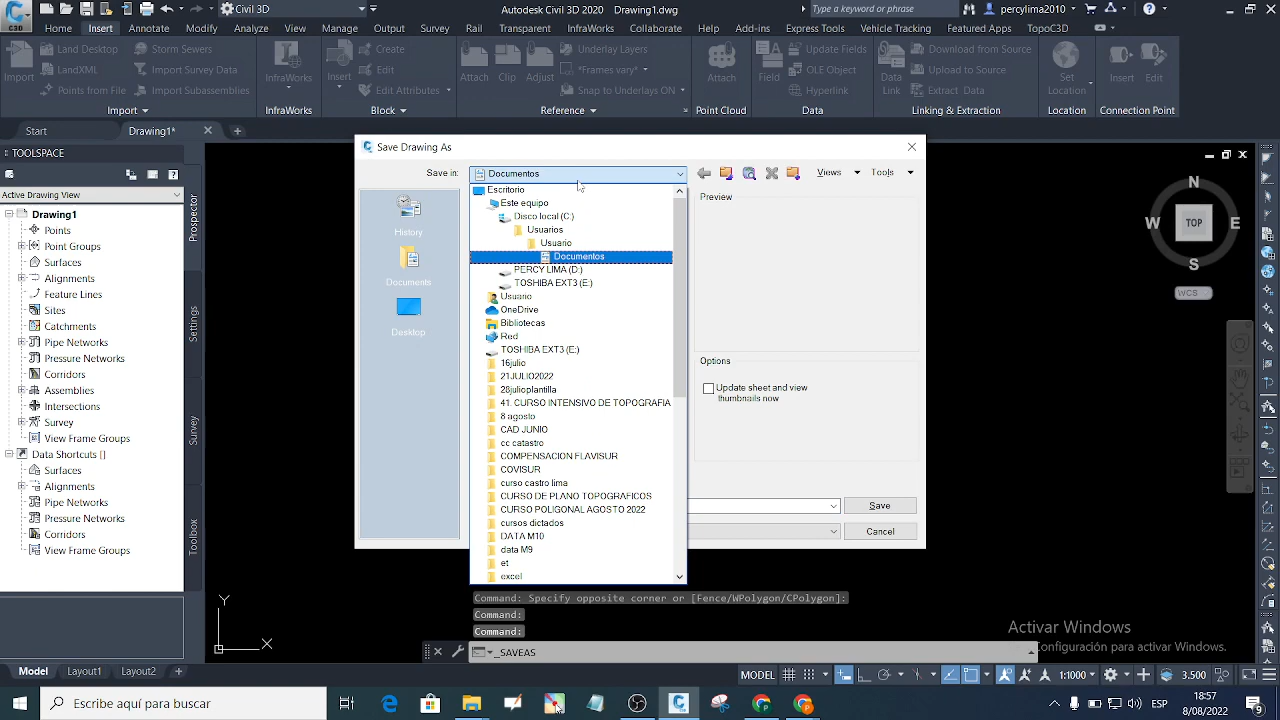 C3D Civil 3D Autodesk Civil 3D 2020 Drawing1.dwg Type a keyword or phrase percylima2010
Home Insert Annotate Modify Analyze View Manage Output Survey Rail Transparent InfraWorks Collaborate Help Add-ins Express Tools Vehicle Tracking Featured Apps TopoC3D
Land Desktop Storm Sewers Create Underlay Layers Update Fields Download from Source
LandXML Import Survey Data Edit *Frames vary* OLE Object Upload to Source
Import InfraWorks Insert Attach Clip Adjust Attach Field Data Link Set Location Insert Edit
Points from File Import Subassemblies Edit Attributes Snap to Underlays ON Hyperlink
Import InfraWorks Block Reference Point Cloud Data Linking & Extraction Location Connection Point
Start Drawing1*
TOOLSPACE
Active Drawing View
Drawing1
Points
Point Groups
Surfaces
Alignments
Feature Lines
Sites
Catchments
Pipe Networks
Pressure Networks
Corridors
Assemblies
Intersections
Survey
View Frame Groups
Data Shortcuts []
Surfaces
Alignments
Pipe Networks
Pressure Networks
Corridors
View Frame Groups
Prospector
Settings
Survey
Toolbox
Save Drawing As
Save in: Documentos Views Tools
History
Documents
Desktop
Escritorio
Este equipo
Disco local (C:)
Usuarios
Usuario
Documentos
PERCY LIMA (D:)
TOSHIBA EXT3 (E:)
Usuario
OneDrive
Bibliotecas
Red
TOSHIBA EXT3 (E:)
16julio
21JULIO2022
28julioplantilla
41. CURSO INTENSIVO DE TOPOGRAFIA
8 agosto
CAD JUNIO
cc catastro
COMPENSACION FLAVISUR
COVISUR
curso castro lima
CURSO DE PLANO TOPOGRAFICOS
CURSO POLIGONAL AGOSTO 2022
cursos dictados
DATA M10
data M9
et
excel
Preview
Options
Update sheet and view
thumbnails now
Save
Cancel
N
W TOP E
S
WCS
Y
X
Command: Specify opposite corner or [Fence/WPolygon/CPolygon]:
Command:
Command:
_SAVEAS
Activar Windows
Configuración para activar Windows.
Model Layout1 Layout2 + MODEL 1:1000 3.500
Escribe aquí para buscar
ESP 18:57
8/08/2022